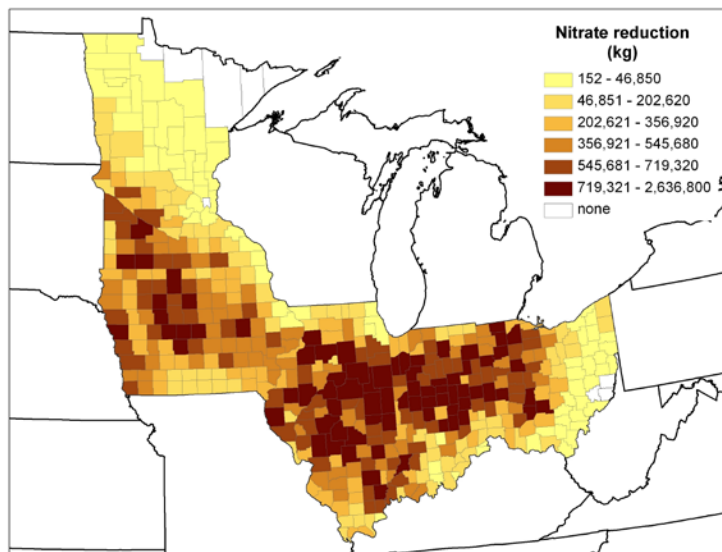 Nitrate reduction
(kg)
152 - 46,850
46,851 - 202,620
202,621 - 356,920
356,921 - 545,680
545,681 - 719,320
719,321 - 2,636,800
none